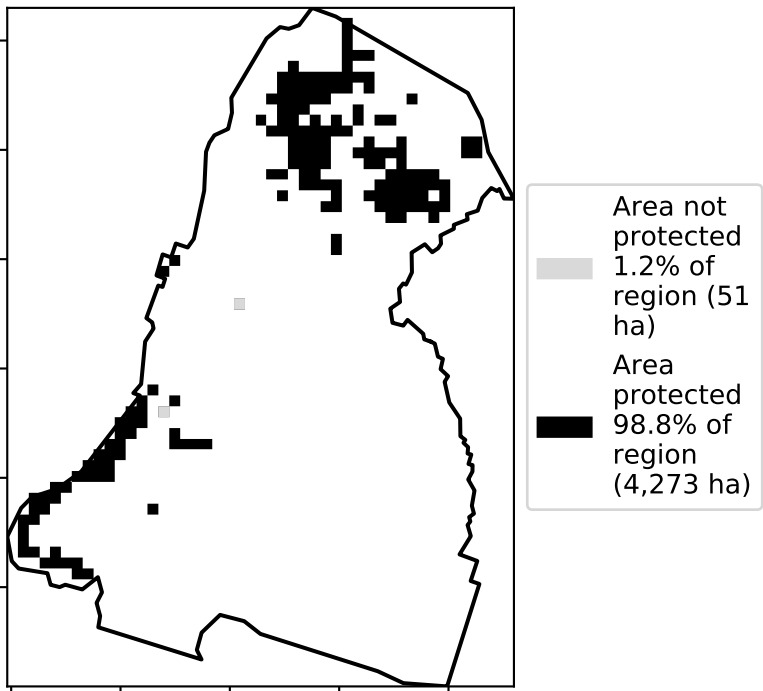 Area not
protected
1.2% of
region (51
ha)
Area
protected
98.8% of
region
(4,273 ha)